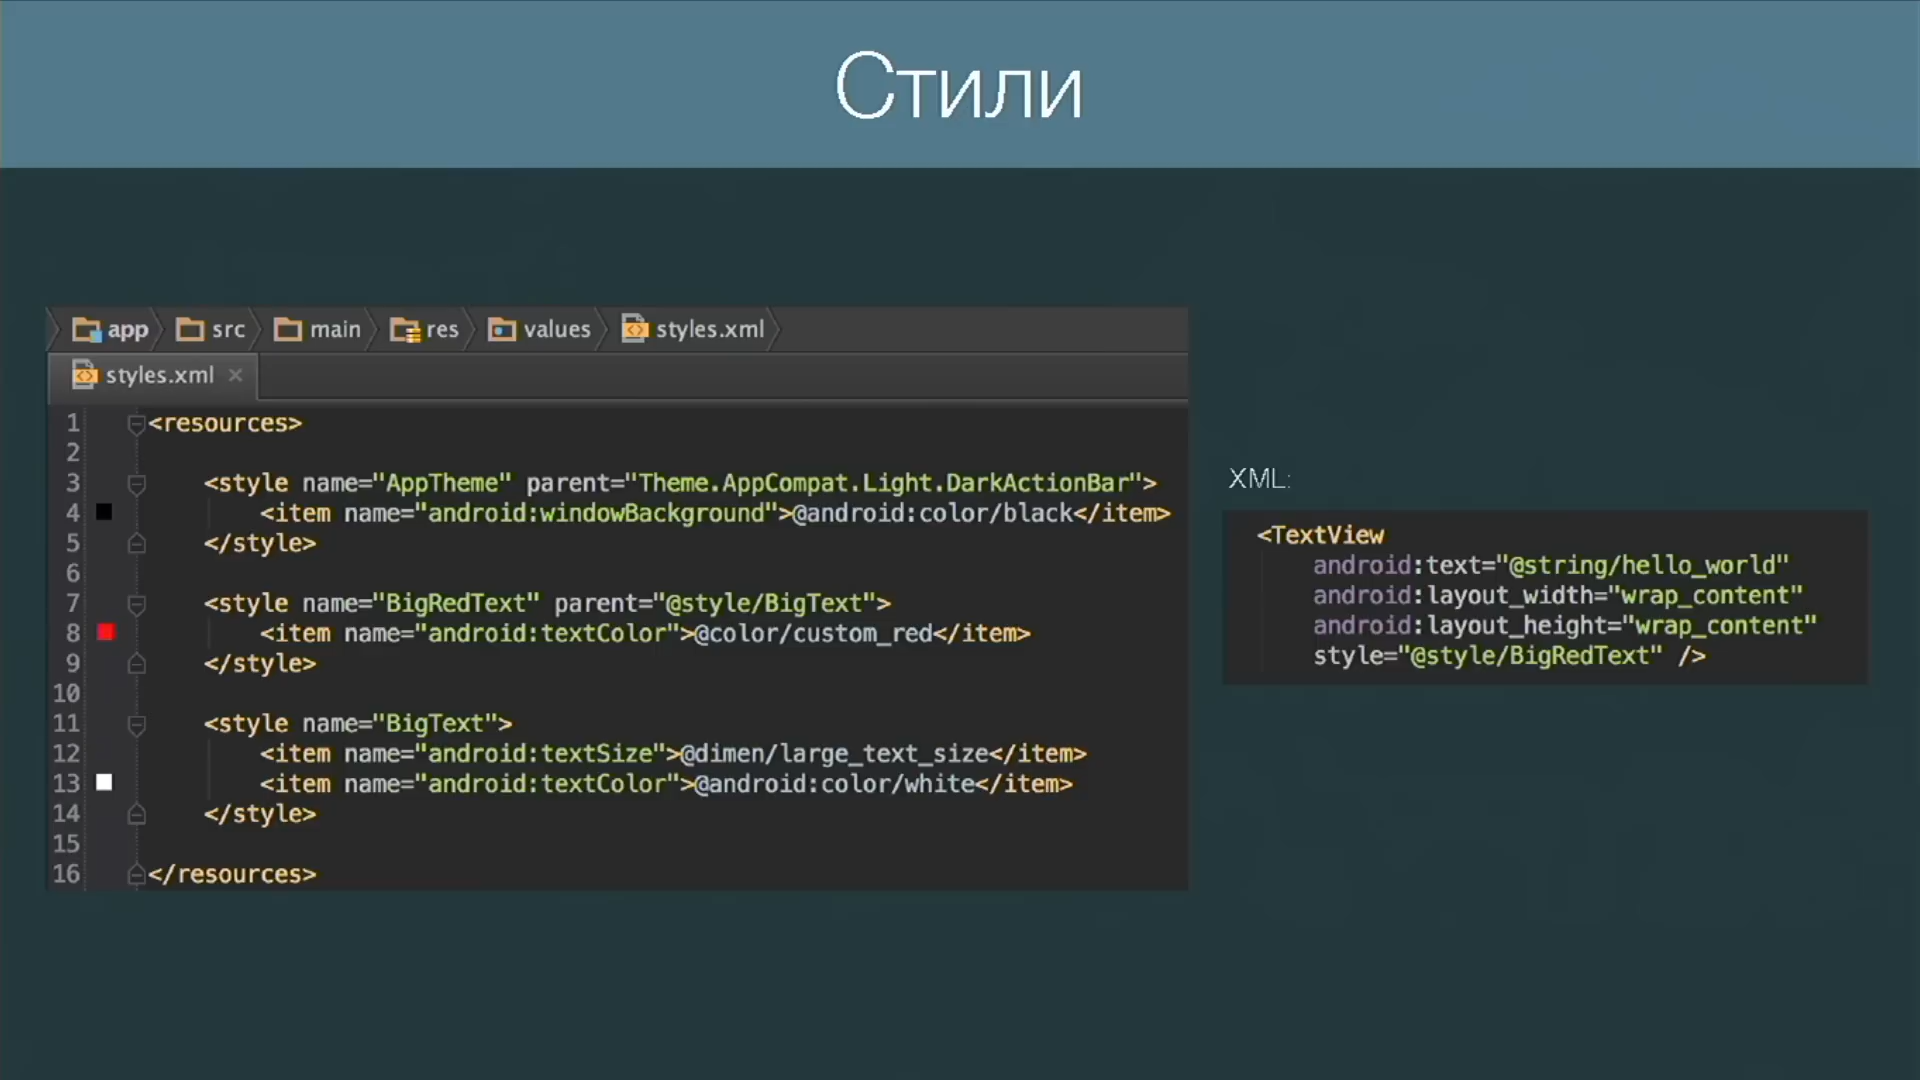 Стили
app src main res values styles.xml
styles.xml
1 <resources>
2
3 <style name="AppTheme" parent="Theme.AppCompat.Light.DarkActionBar">
4 <item name="android:windowBackground">@android:color/black</item>
5 </style>
6
7 <style name="BigRedText" parent="@style/BigText">
8 <item name="android:textColor">@color/custom_red</item>
9 </style>
10
11 <style name="BigText">
12 <item name="android:textSize">@dimen/large_text_size</item>
13 <item name="android:textColor">@android:color/white</item>
14 </style>
15
16 </resources>
XML:
<TextView
android:text="@string/hello_world"
android:layout_width="wrap_content"
android:layout_height="wrap_content"
style="@style/BigRedText" />